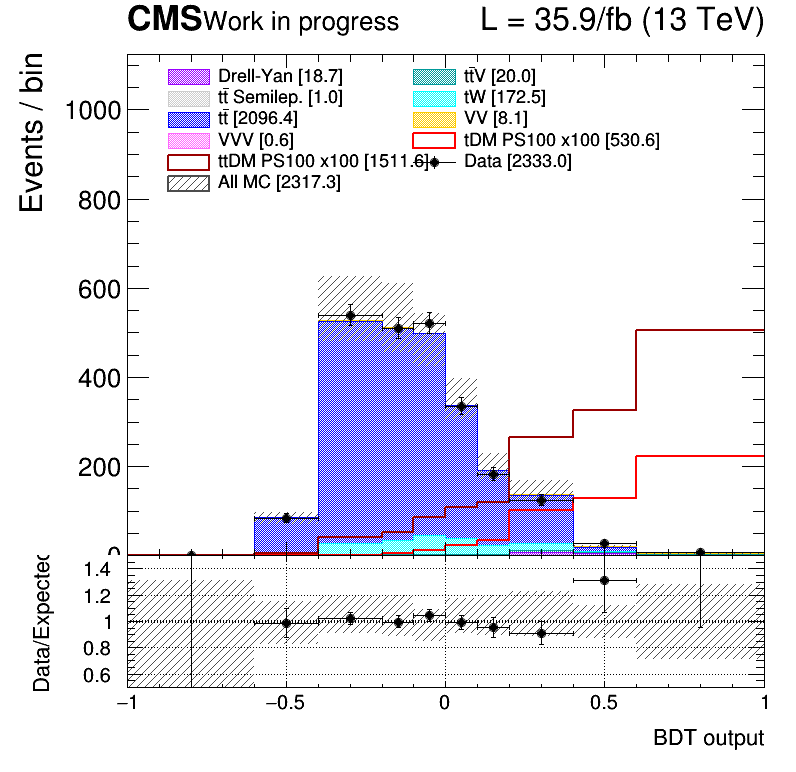 CMS Work in progress L = 35.9/fb (13 TeV)
Events / bin
Drell-Yan [18.7] tt̄V [20.0]
tt̄ Semilep. [1.0] tW [172.5]
tt̄ [2096.4] VV [8.1]
VVV [0.6] tDM PS100 x100 [530.6]
ttDM PS100 x100 [1511.6] Data [2333.0]
All MC [2317.3]
1000
800
600
400
200
0
Data/Expected
1.4
1.2
1
0.8
0.6
−1 −0.5 0 0.5 1
BDT output